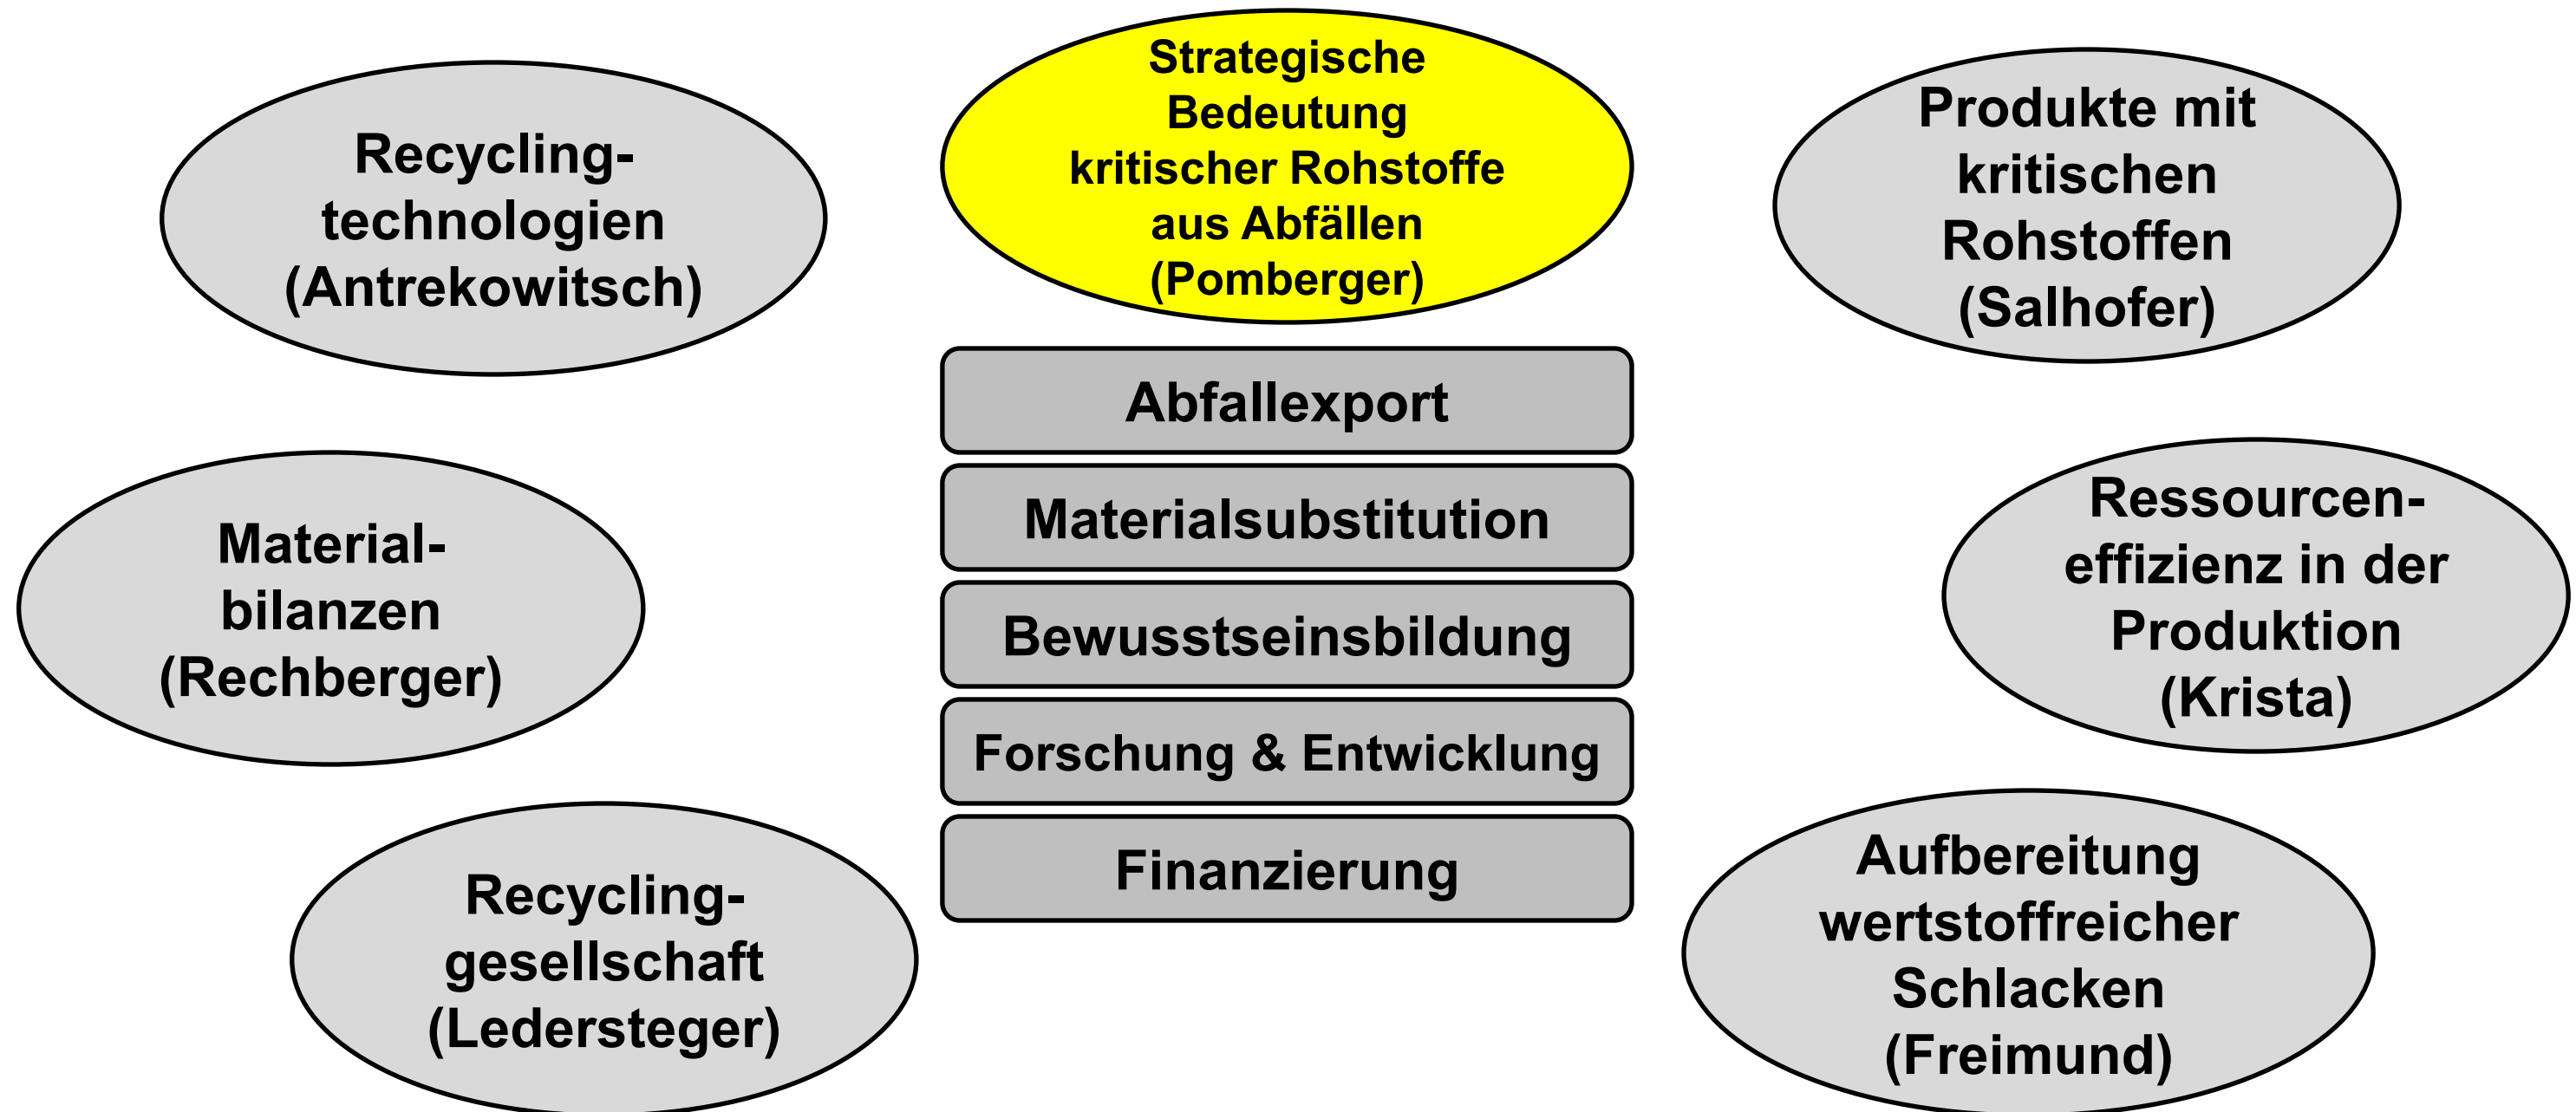 Strategische
Bedeutung
kritischer Rohstoffe
aus Abfällen
(Pomberger)
Recycling-
technologien
(Antrekowitsch)
Produkte mit
kritischen
Rohstoffen
(Salhofer)
Abfallexport
Materialsubstitution
Bewusstseinsbildung
Forschung & Entwicklung
Finanzierung
Material-
bilanzen
(Rechberger)
Ressourcen-
effizienz in der
Produktion
(Krista)
Recycling-
gesellschaft
(Ledersteger)
Aufbereitung
wertstoffreicher
Schlacken
(Freimund)